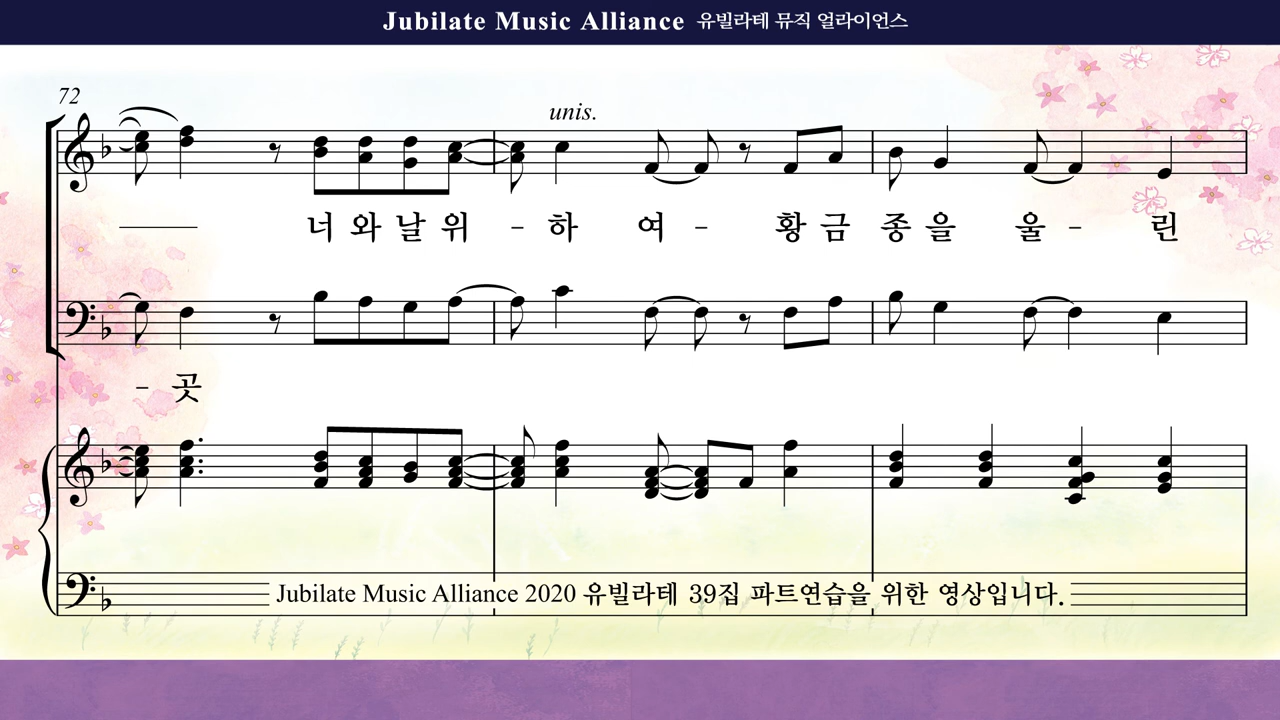 Jubilate Music Alliance 유빌라테 뮤직 얼라이언스
72
unis.
너 와 날 위 - 하 여 - 황 금 종 을 울 - 린
- 곳
Jubilate Music Alliance 2020 유빌라테 39집 파트연습을 위한 영상입니다.